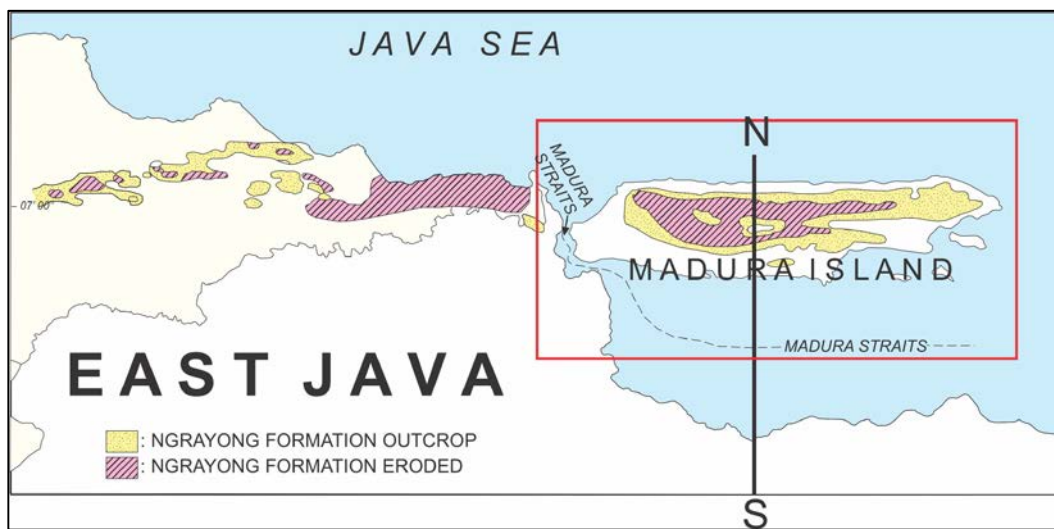 JAVA SEA
N
MADURA
STRAITS
07° 00'
MADURA ISLAND
MADURA STRAITS
EAST JAVA
: NGRAYONG FORMATION OUTCROP
: NGRAYONG FORMATION ERODED
S